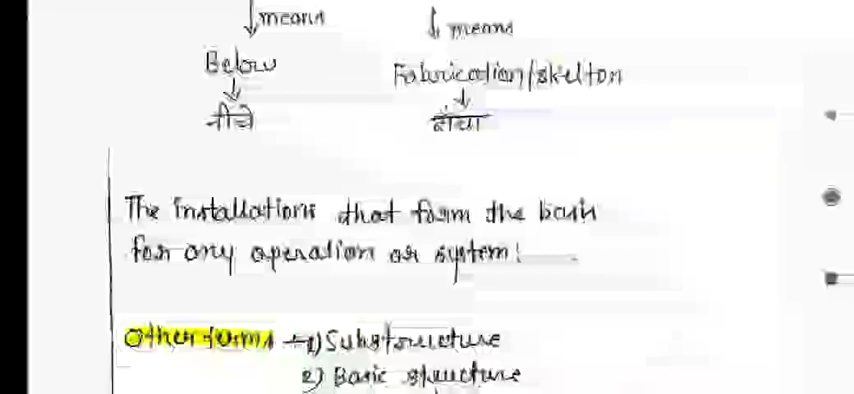 means means
Below Fabrication/skelton
नीचे ढाँचा
The Installations that form the basis
for any operation or system!
Other forms → 1) Substructure
2) Basic structure